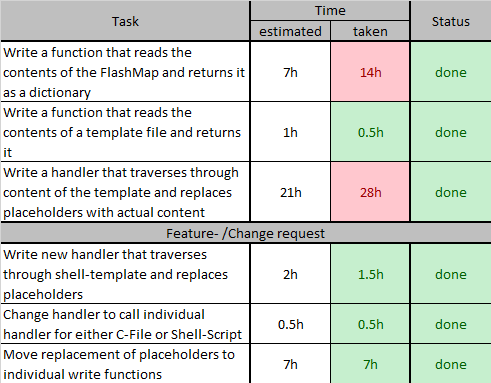 Task Time Status
estimated taken
Write a function that reads the
contents of the FlashMap and returns it
as a dictionary
7h 14h done
Write a function that reads the
contents of a template file and returns
it
1h 0.5h done
Write a handler that traverses through
content of the template and replaces
placeholders with actual content
21h 28h done
Feature- /Change request
Write new handler that traverses
through shell-template and replaces
placeholders
2h 1.5h done
Change handler to call individual
handler for either C-File or Shell-Script
0.5h 0.5h done
Move replacement of placeholders to
individual write functions
7h 7h done